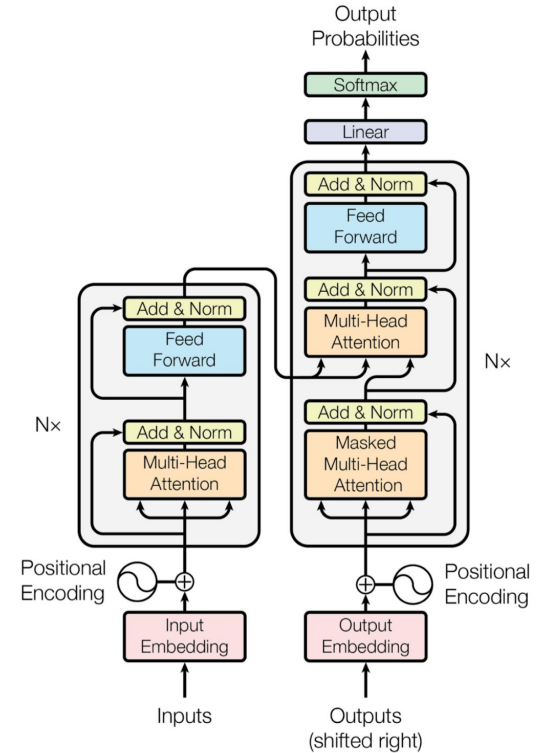 Output
Probabilities
Softmax
Linear
Add & Norm
Feed
Forward
Add & Norm
Multi-Head
Attention
Nx
Add & Norm
Masked
Multi-Head
Attention
Add & Norm
Feed
Forward
Nx
Add & Norm
Multi-Head
Attention
Positional
Encoding
Positional
Encoding
Input
Embedding
Output
Embedding
Inputs
Outputs
(shifted right)